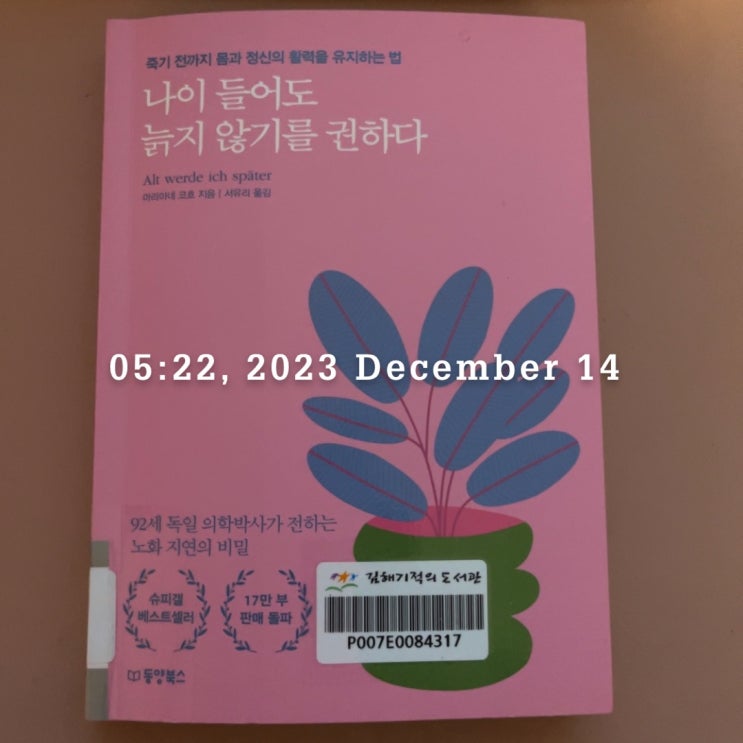 죽기 전까지 몸과 정신의 활력을 유지하는 법
나이 들어도
늙지 않기를 권하다
Alt werde ich später
마리아네 코흐 지음 | 서유리 옮김
05:22, 2023 December 14
92세 독일 의학박사가 전하는
노화 지연의 비밀
슈피겔
베스트셀러
17만 부
판매 돌파
김해기적의 도서관
P007E0084317
동양북스